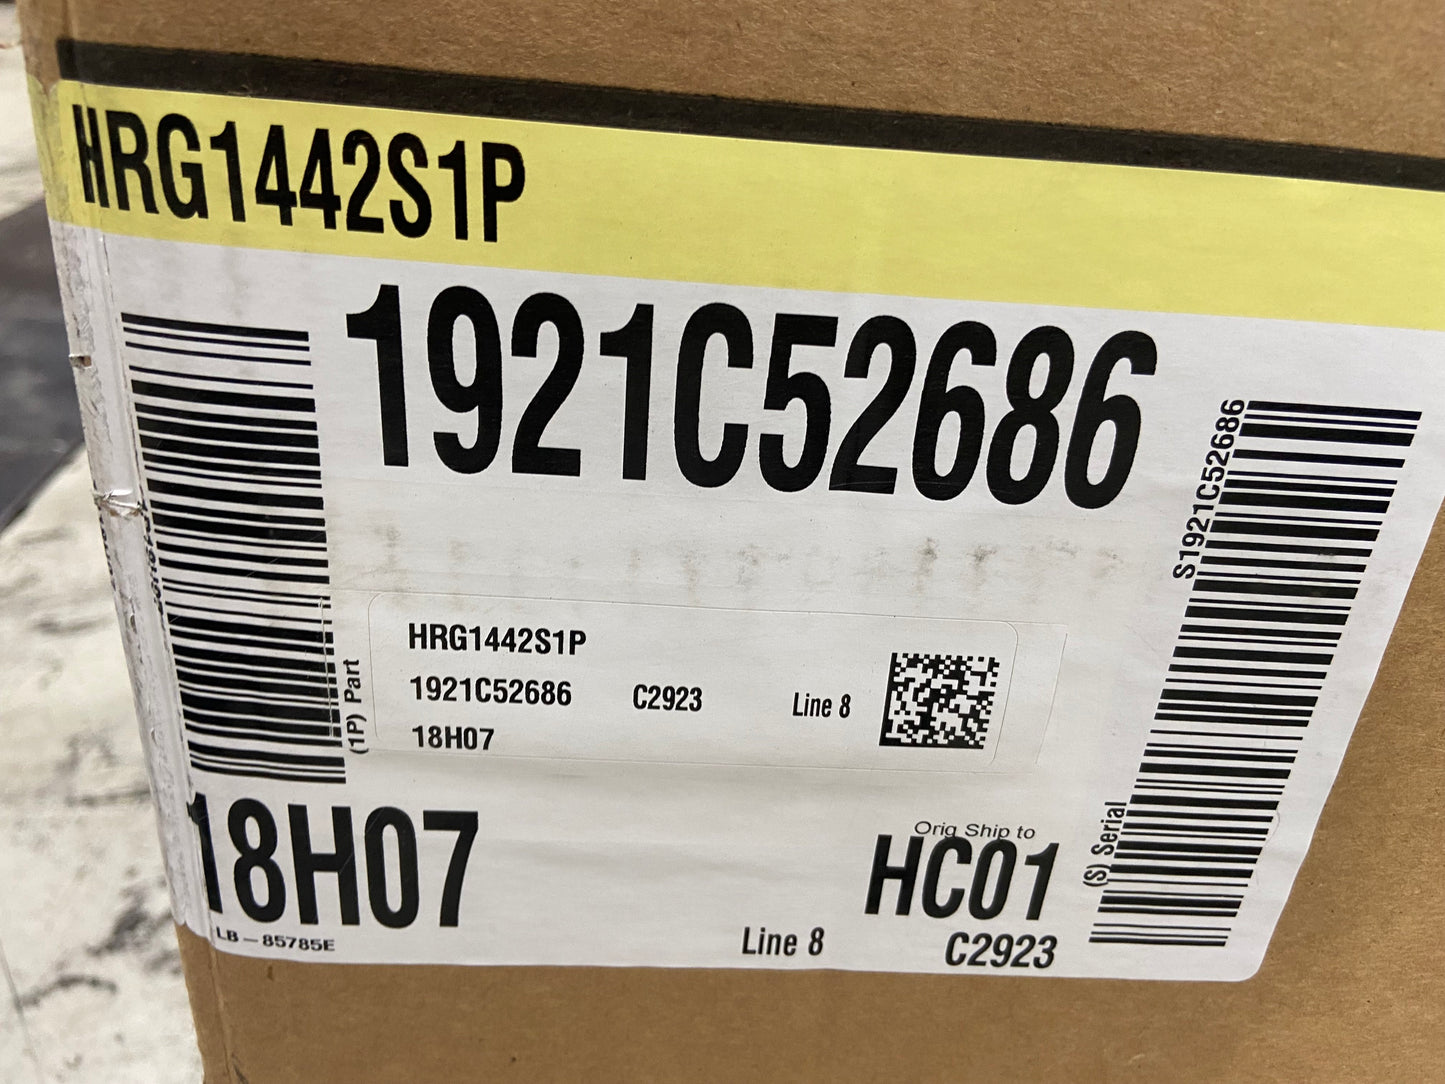 HRG1442S1P
1921C52686
S1921C52686
HRG1442S1P
1921C52686 C2923 Line 8
18H07
(1P) Part
18H07
Orig Ship to
HC01
(S) Serial
LB-85785E
Line 8
C2923